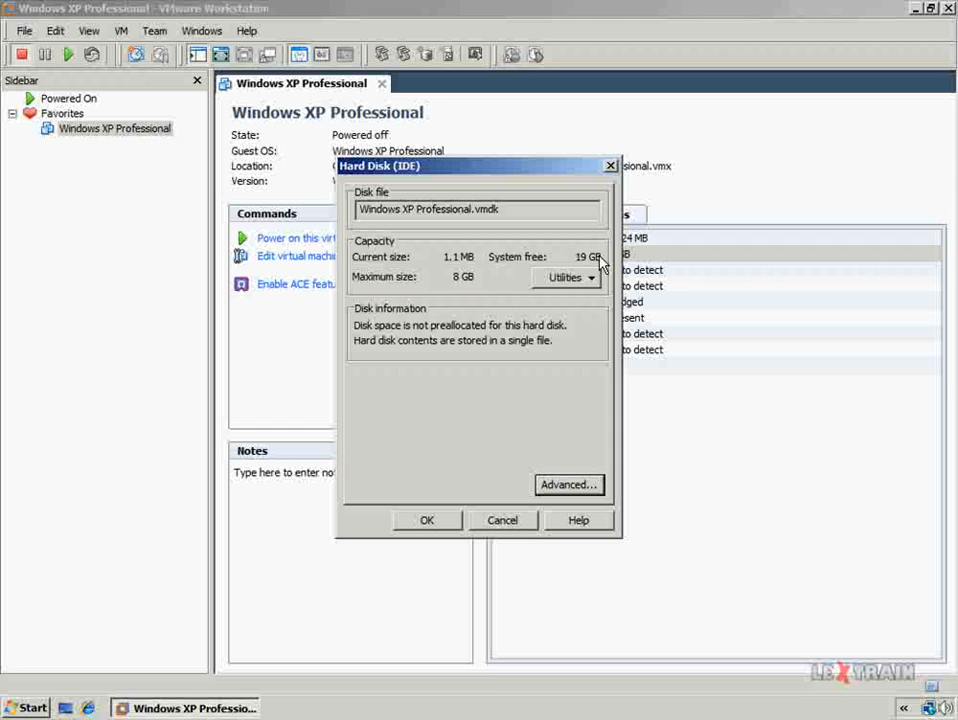 Windows XP Professional - VMware Workstation
File Edit View VM Team Windows Help
Sidebar
Powered On
Favorites
Windows XP Professional
Windows XP Professional
Windows XP Professional
State: Powered off
Guest OS: Windows XP Professional
Location: sional.vmx
Version:
Commands
Power on this virt
Edit virtual machin
Enable ACE featu
Notes
Type here to enter no
Hard Disk (IDE)
Disk file
Windows XP Professional.vmdk
Capacity
Current size: 1.1 MB System free: 19 GB
Maximum size: 8 GB Utilities
Disk information
Disk space is not preallocated for this hard disk.
Hard disk contents are stored in a single file.
Advanced...
OK Cancel Help
s
24 MB
GB
to detect
to detect
dged
esent
to detect
to detect
LEXTRAIN
Start Windows XP Professio...